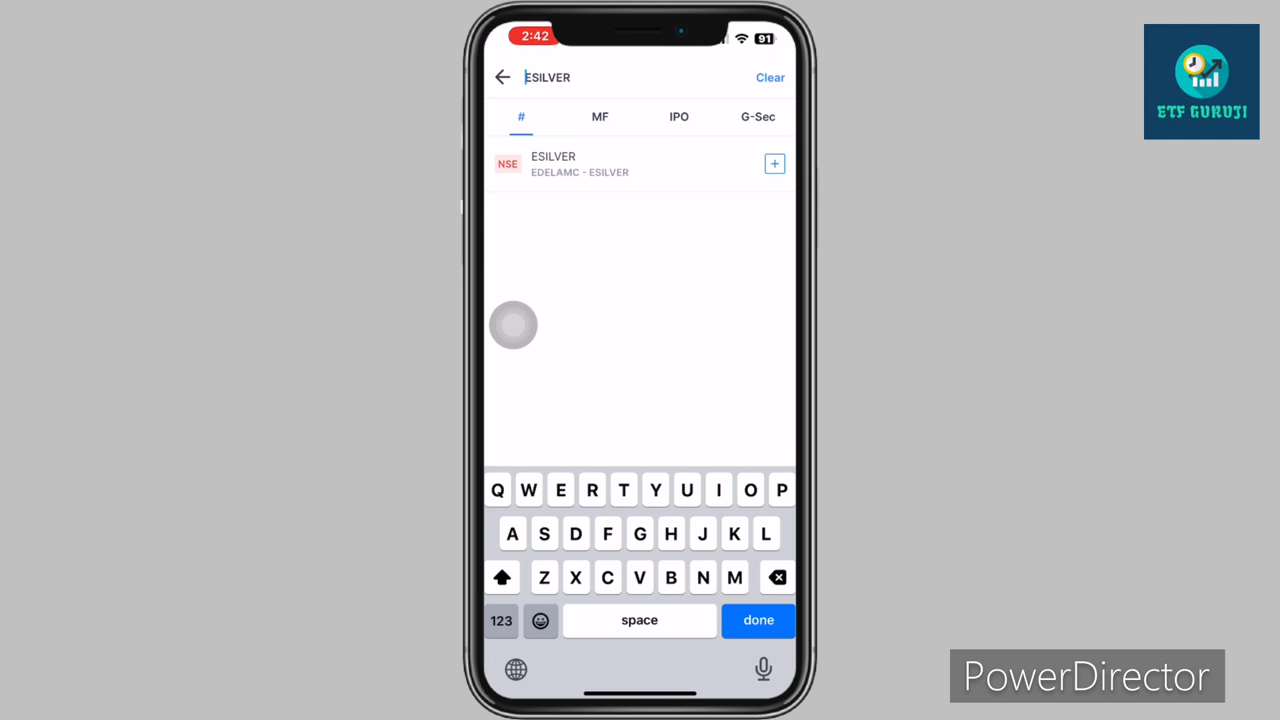 2:42
91
ESILVER
Clear
# MF IPO G-Sec
NSE
ESILVER
EDELAMC - ESILVER
+
Q W E R T Y U I O P
A S D F G H J K L
Z X C V B N M
123
space
done
ETF GURUJI
PowerDirector